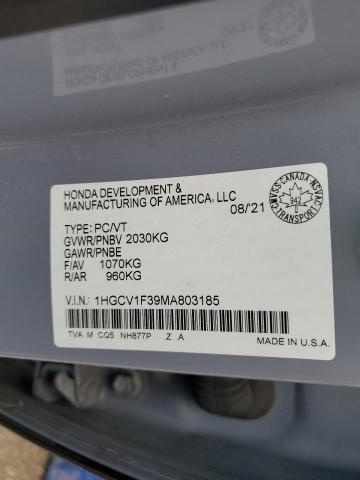 HONDA DEVELOPMENT &
MANUFACTURING OF AMERICA, LLC
08/21
TYPE: PC/VT
GVWR/PNBV 2030KG
GAWR/PNBE
F/AV 1070KG
R/AR 960KG
V.I.N.: 1HGCV1F39MA803185
TVA M CQ5 NH877P Z A
MADE IN U.S.A.
CMVSS-CANADA-NSVAC
942
TRANSPORT